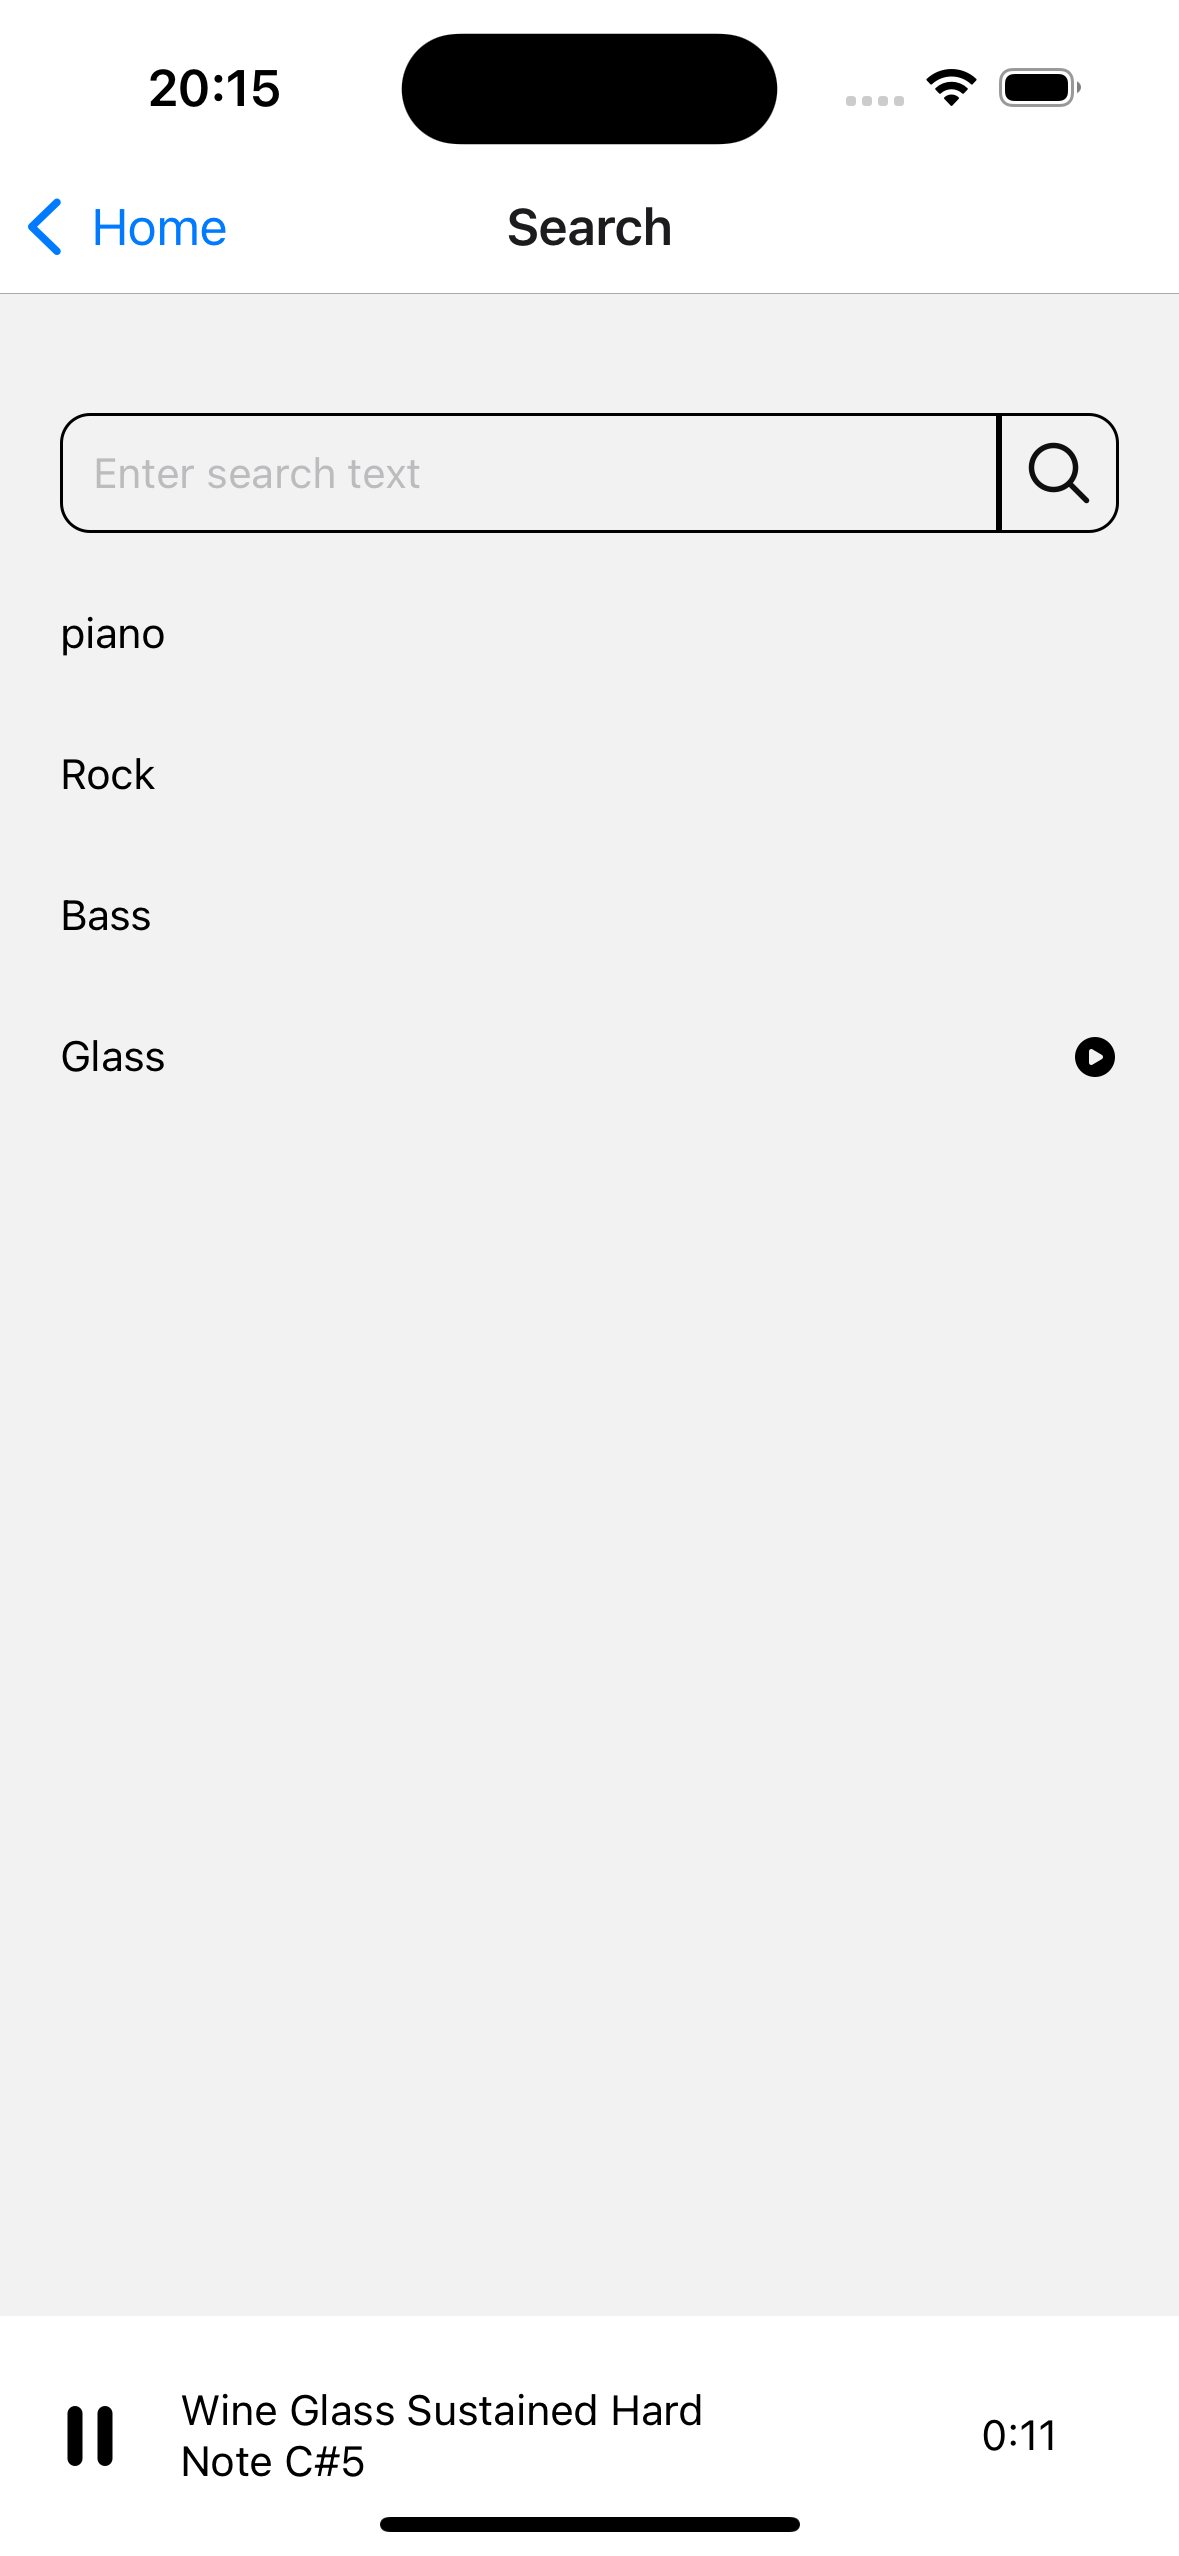 20:15
Home
Search
Enter search text
piano
Rock
Bass
Glass
Wine Glass Sustained Hard
Note C#5
0:11